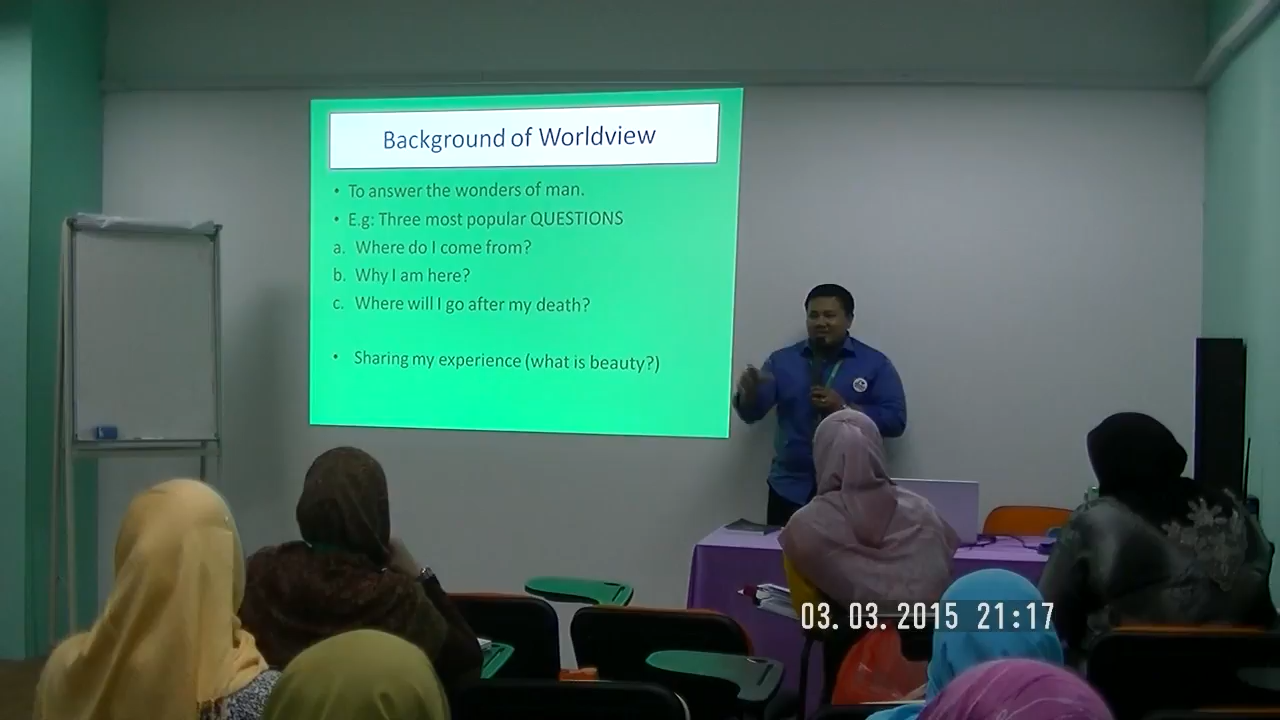 Background of Worldview
• To answer the wonders of man.
• E.g: Three most popular QUESTIONS
a. Where do I come from?
b. Why I am here?
c. Where will I go after my death?
• Sharing my experience (what is beauty?)
03. 03. 2015 21:17